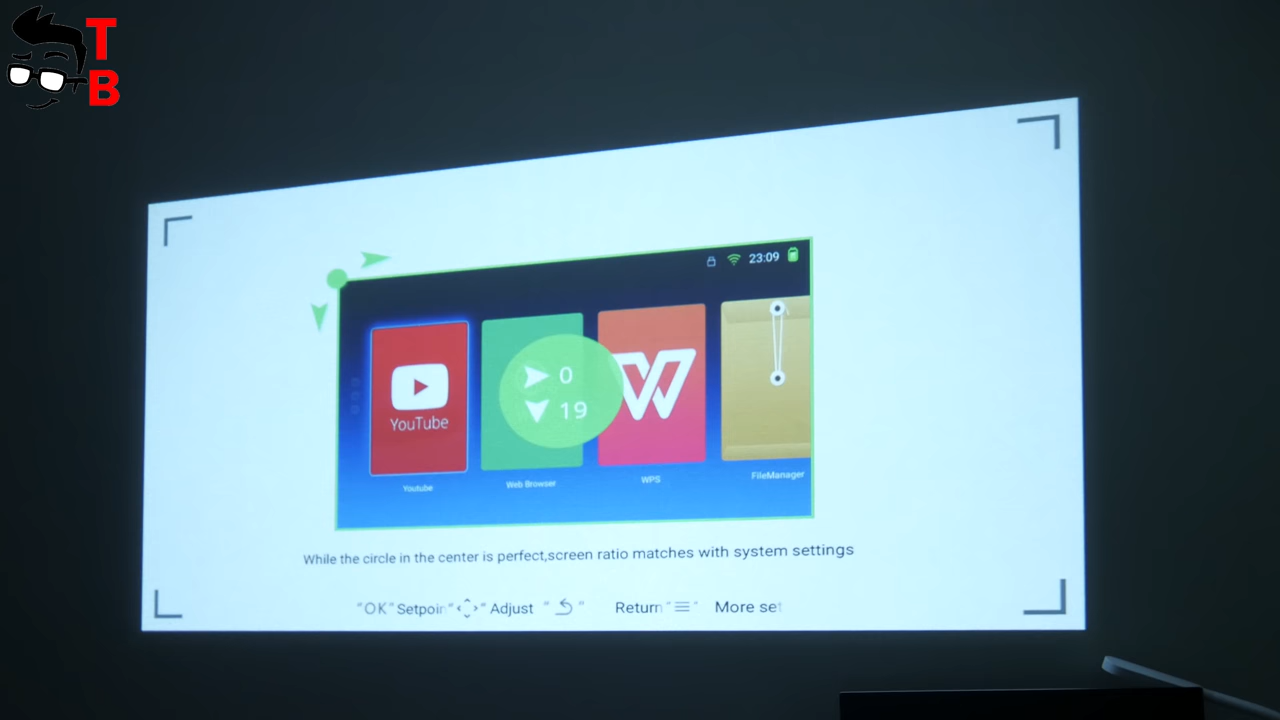 T
B
23:09
0
19
YouTube
Youtube
Web Browser
WPS
FileManager
While the circle in the center is perfect,screen ratio matches with system settings
"OK" Setpoin "" Adjust "" Return "" More set